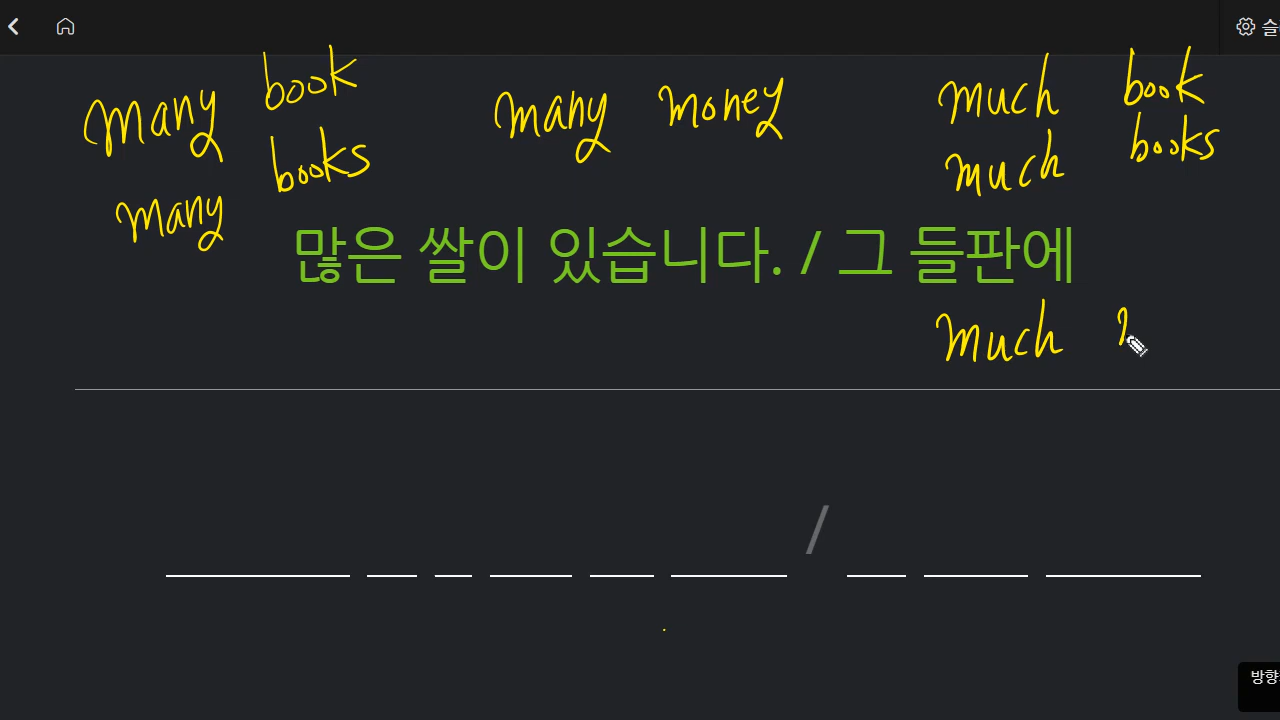 슬
many book many money much book
books much books
many
많은 쌀이 있습니다. / 그 들판에
much
/
.
방향